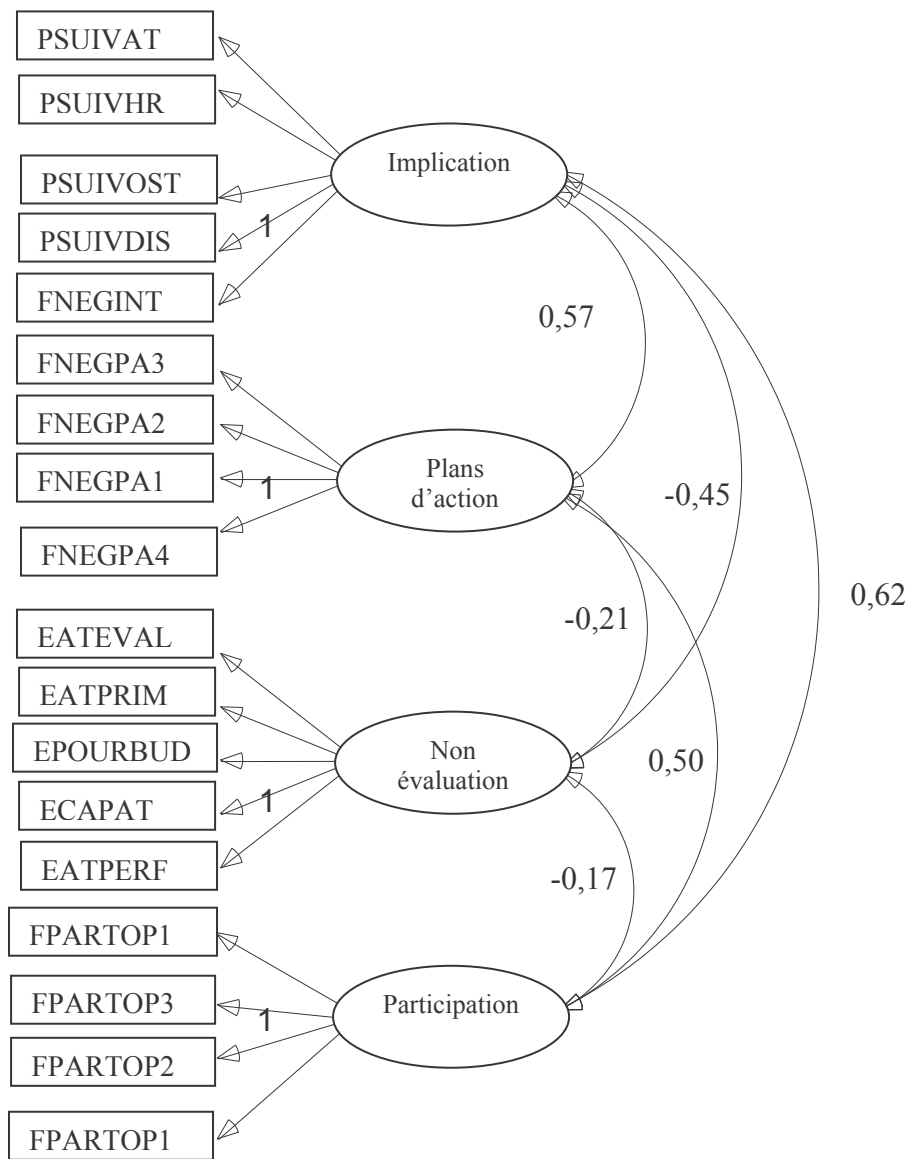 PSUIVAT
PSUIVHR
Implication
PSUIVOST
PSUIVDIS
1
FNEGINT
0,57
FNEGPA3
FNEGPA2
FNEGPA1
1
Plans
d’action
-0,45
FNEGPA4
0,62
-0,21
EATEVAL
EATPRIM
EPOURBUD
Non
évaluation
0,50
ECAPAT
1
EATPERF
-0,17
FPARTOP1
FPARTOP3
1
Participation
FPARTOP2
FPARTOP1